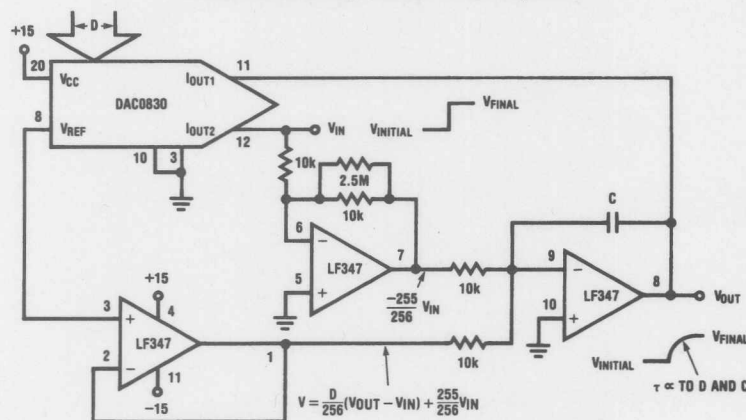 D
+15
20
VCC
IOUT1
11
DAC0830
8
VREF
IOUT2
12
VIN
10
3
VINITIAL
VFINAL
10k
2.5M
10k
C
6
−
7
LF347
5
+
−255/256 VIN
10k
9
−
8
LF347
10
+
VOUT
+15
3
+
4
LF347
1
2
−
11
−15
10k
V = D/256 (VOUT − VIN) + 255/256 VIN
VINITIAL
VFINAL
τ ∝ TO D AND C